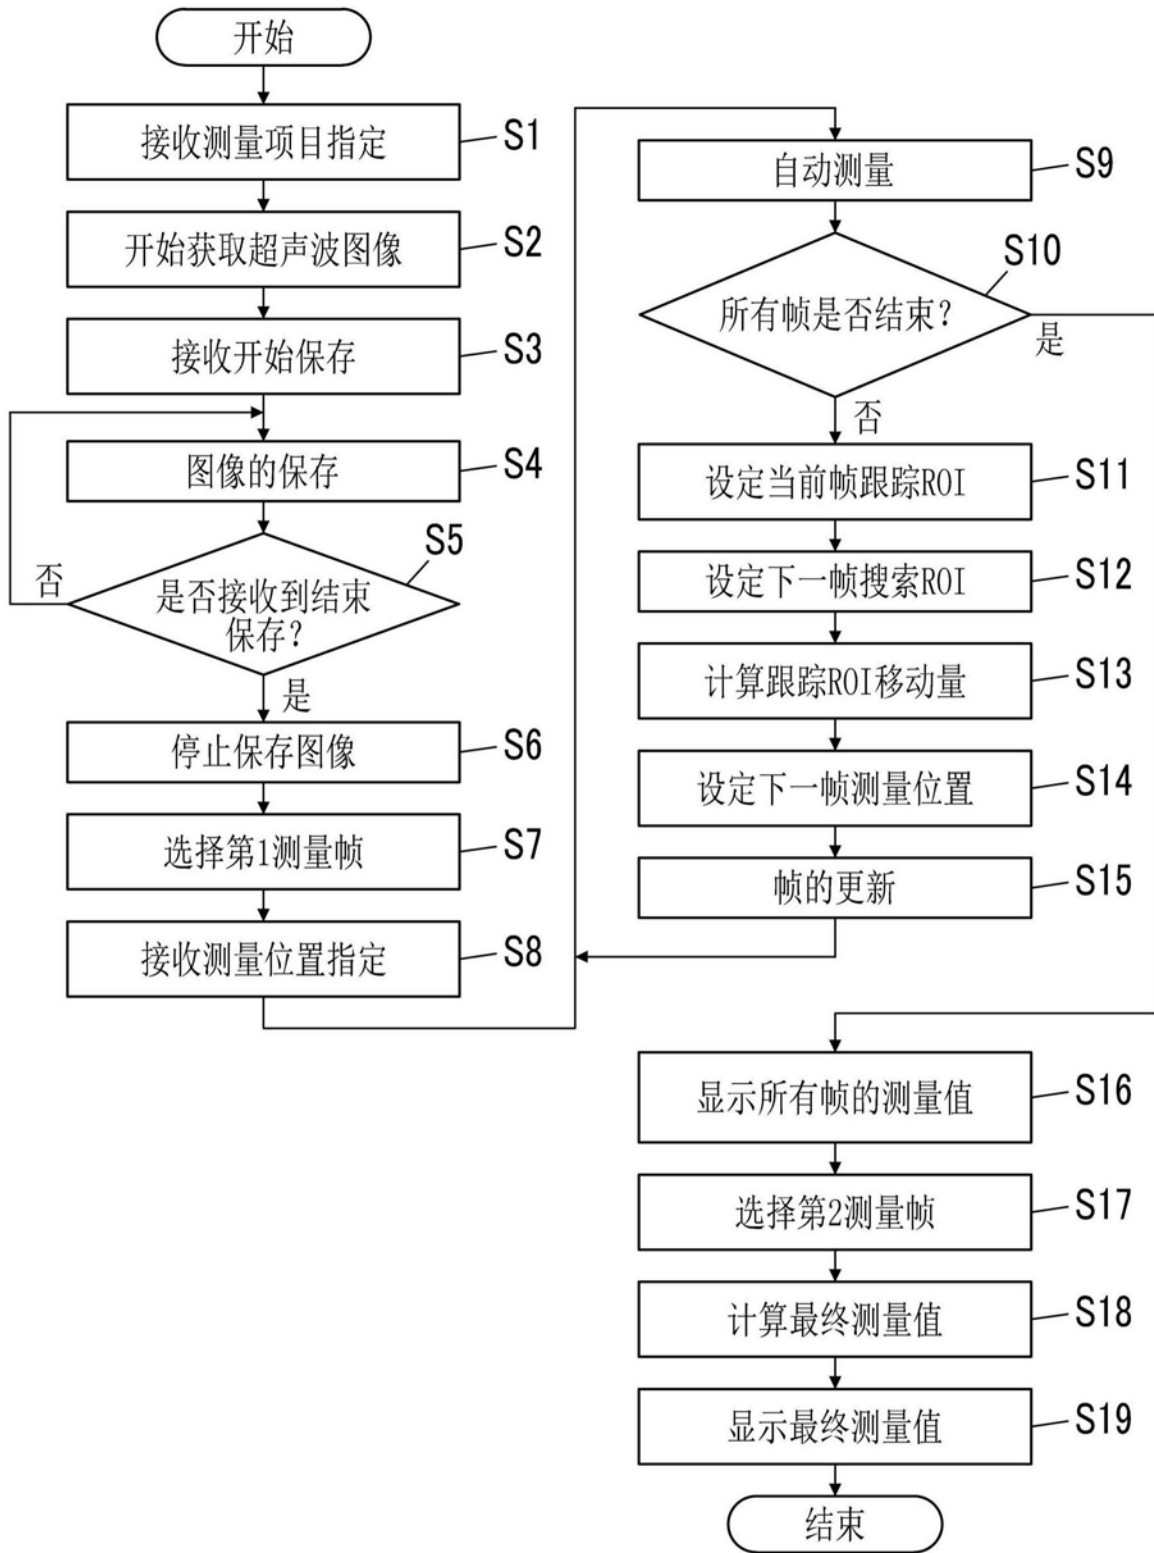 开始
接收测量项目指定
S1
开始获取超声波图像
S2
接收开始保存
S3
图像的保存
S4
是否接收到结束
保存?
S5
否
是
停止保存图像
S6
选择第1测量帧
S7
接收测量位置指定
S8
自动测量
S9
所有帧是否结束?
S10
是
否
设定当前帧跟踪ROI
S11
设定下一帧搜索ROI
S12
计算跟踪ROI移动量
S13
设定下一帧测量位置
S14
帧的更新
S15
显示所有帧的测量值
S16
选择第2测量帧
S17
计算最终测量值
S18
显示最终测量值
S19
结束